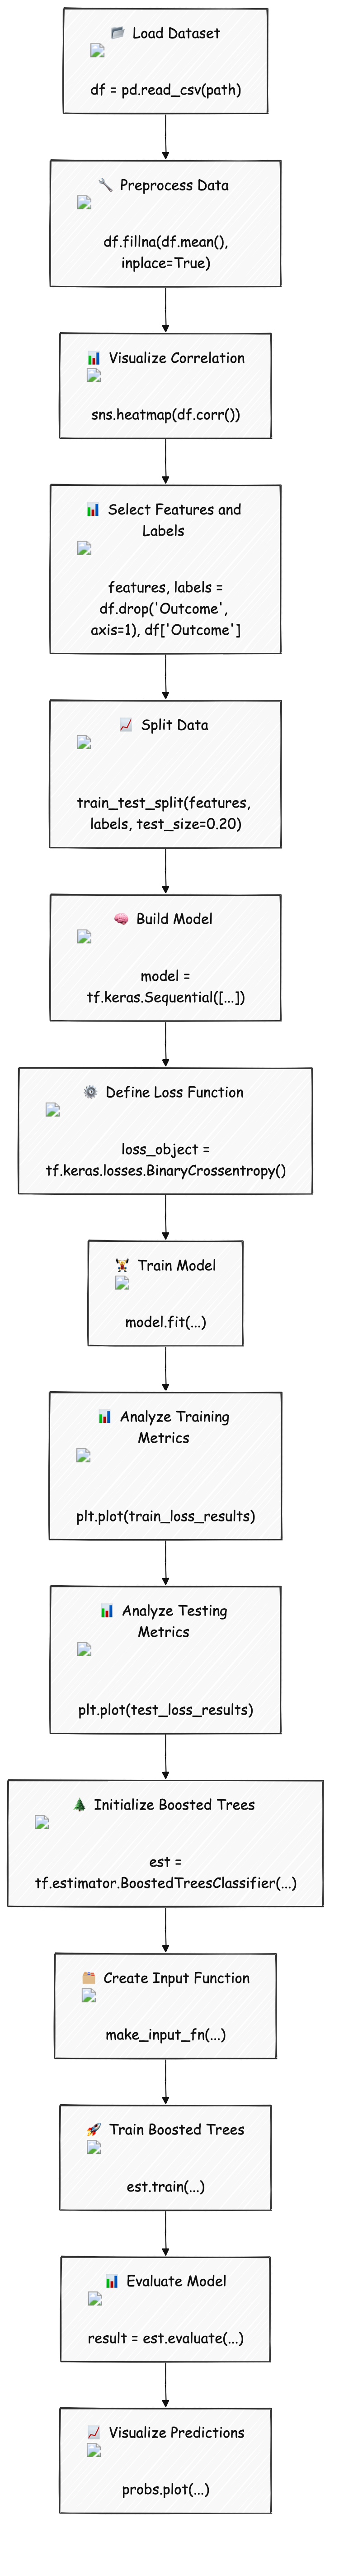 Load Dataset
df = pd.read_csv(path)
Preprocess Data
df.fillna(df.mean(),
inplace=True)
Visualize Correlation
sns.heatmap(df.corr())
Select Features and
Labels
features, labels =
df.drop('Outcome',
axis=1), df['Outcome']
Split Data
train_test_split(features,
labels, test_size=0.20)
Build Model
model =
tf.keras.Sequential([...])
Define Loss Function
loss_object =
tf.keras.losses.BinaryCrossentropy()
Train Model
model.fit(...)
Analyze Training
Metrics
plt.plot(train_loss_results)
Analyze Testing
Metrics
plt.plot(test_loss_results)
Initialize Boosted Trees
est =
tf.estimator.BoostedTreesClassifier(...)
Create Input Function
make_input_fn(...)
Train Boosted Trees
est.train(...)
Evaluate Model
result = est.evaluate(...)
Visualize Predictions
probs.plot(...)